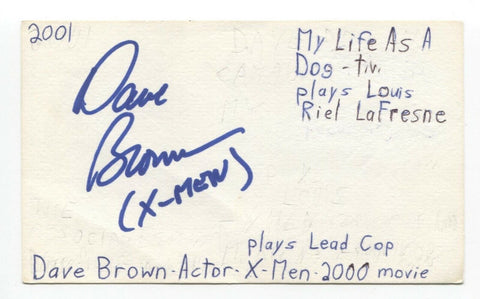 2001
My Life As A
Dog - t.v.
plays Louis
Riel LaFresne
Dave
Brown
(X-MEN)
plays Lead Cop
Dave Brown - Actor - X-Men - 2000 movie